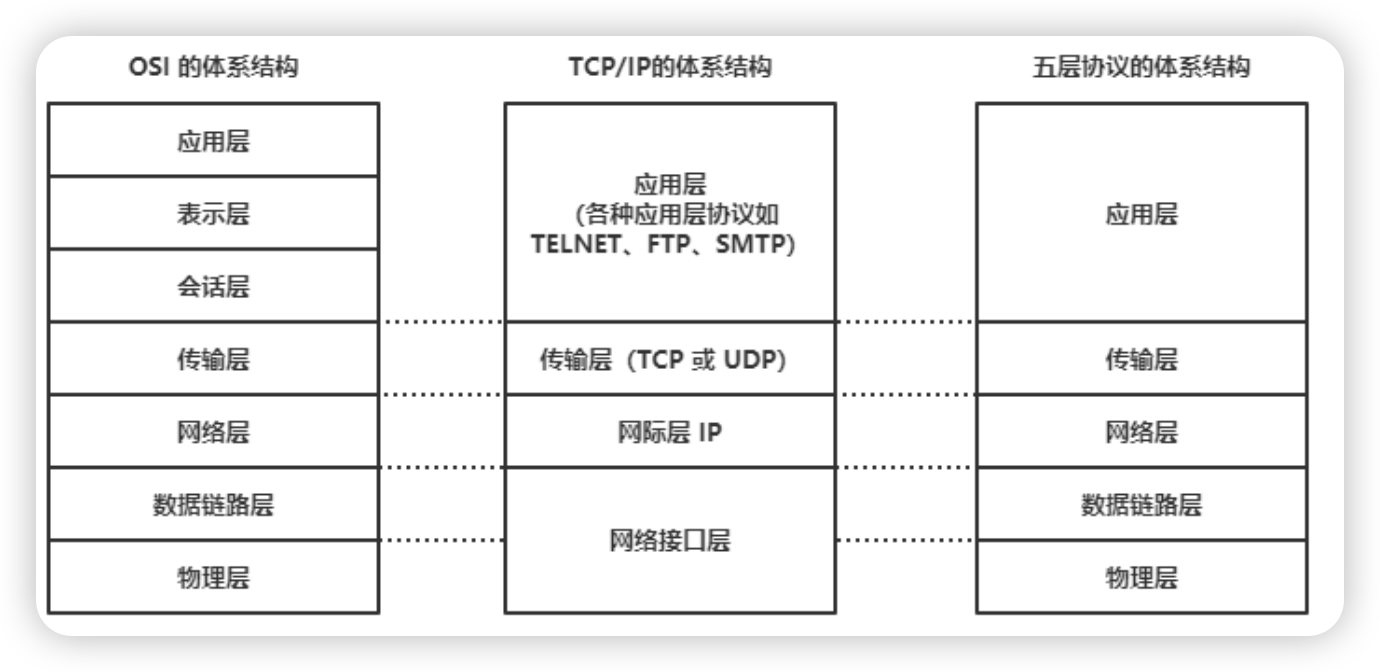 OSI 的体系结构
应用层
表示层
会话层
传输层
网络层
数据链路层
物理层
TCP/IP的体系结构
应用层
(各种应用层协议如
TELNET、FTP、SMTP)
传输层（TCP 或 UDP）
网际层 IP
网络接口层
五层协议的体系结构
应用层
传输层
网络层
数据链路层
物理层